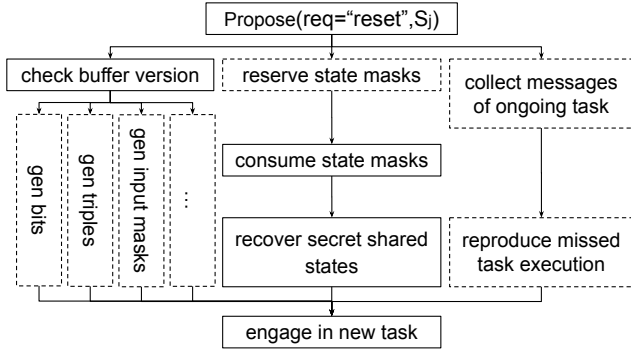 Propose(req=“reset”,Sj)
check buffer version
reserve state masks
collect messages
of ongoing task
gen bits
gen triples
gen input masks
...
consume state masks
recover secret shared
states
reproduce missed
task execution
engage in new task